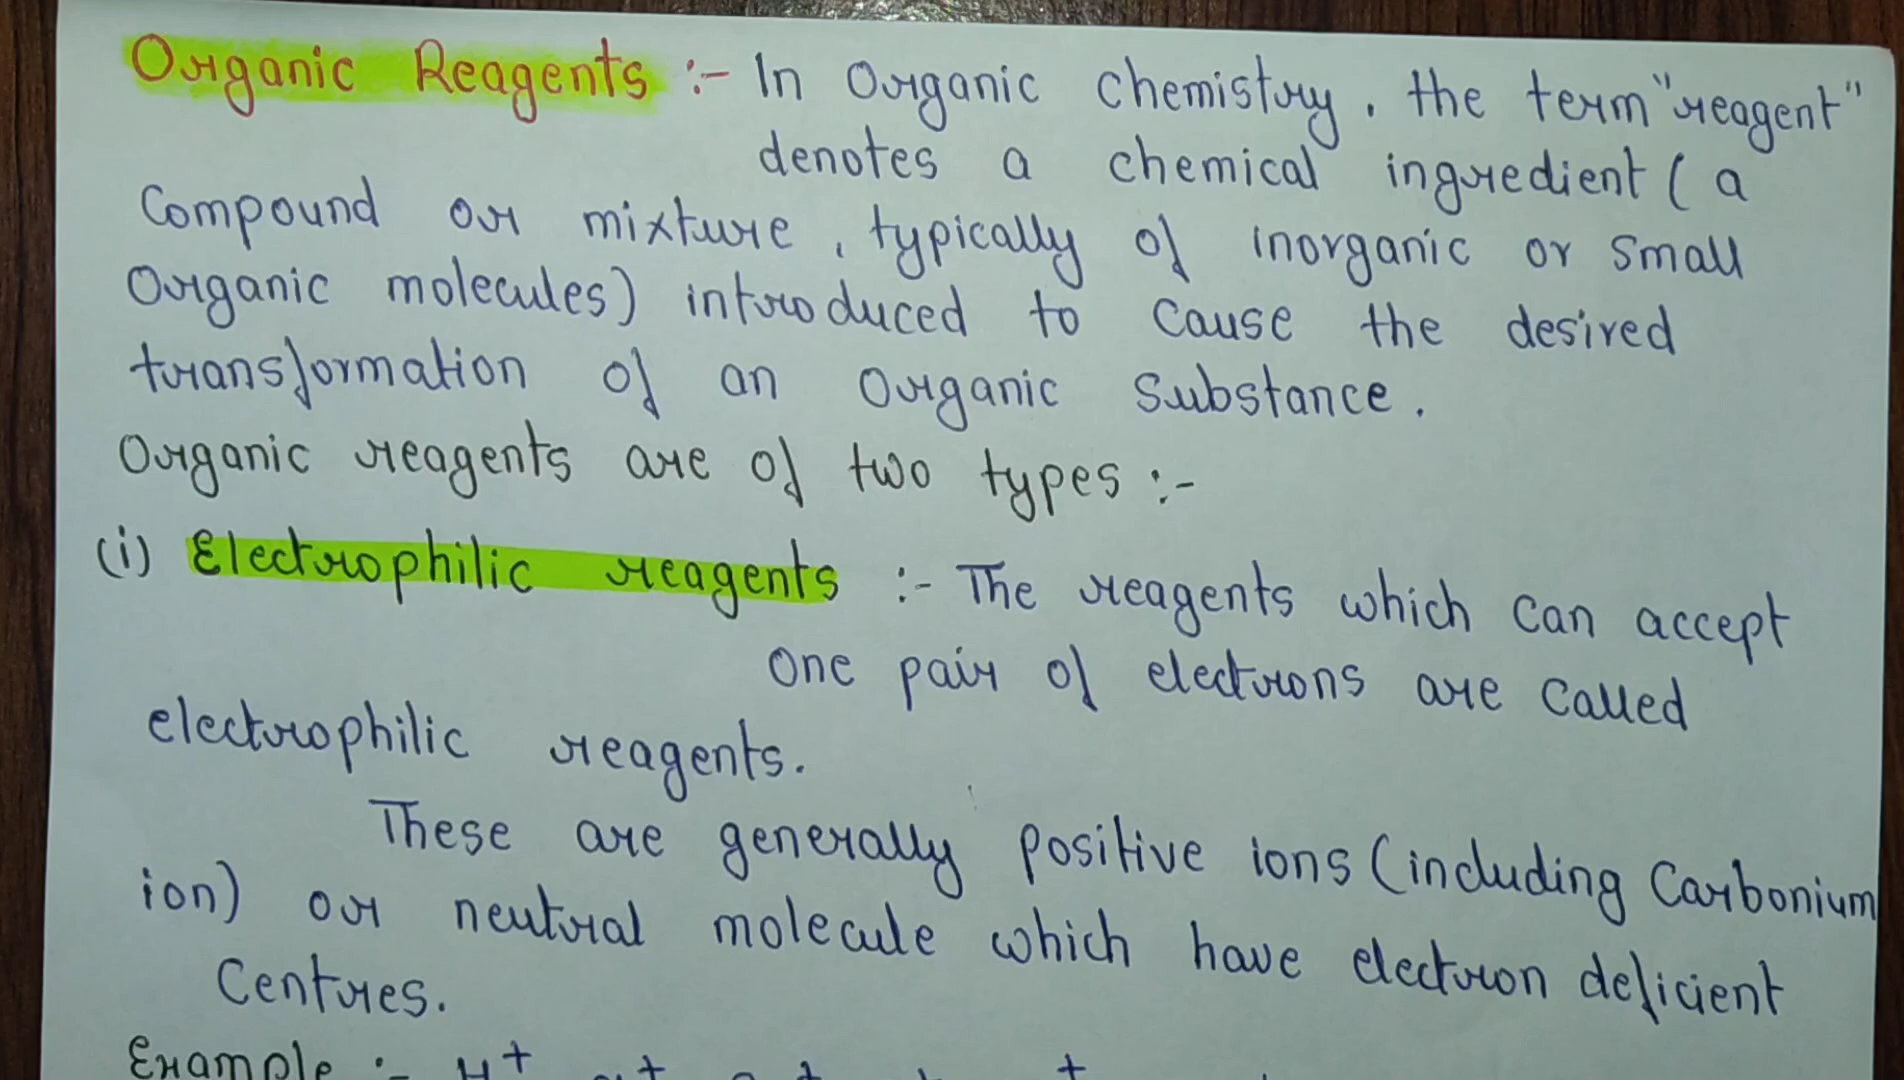 Organic Reagents :- In Organic chemistry, the term "reagent"
denotes a chemical ingredient (a
Compound or mixture, typically of inorganic or small
Organic molecules) introduced to cause the desired
transformation of an Organic Substance.
Organic reagents are of two types :-
(i) Electrophilic reagents :- The reagents which can accept
one pair of electrons are called
electrophilic reagents.
These are generally positive ions (including Carbonium
ion) or neutral molecule which have electron deficient
Centres.
Example :- H+